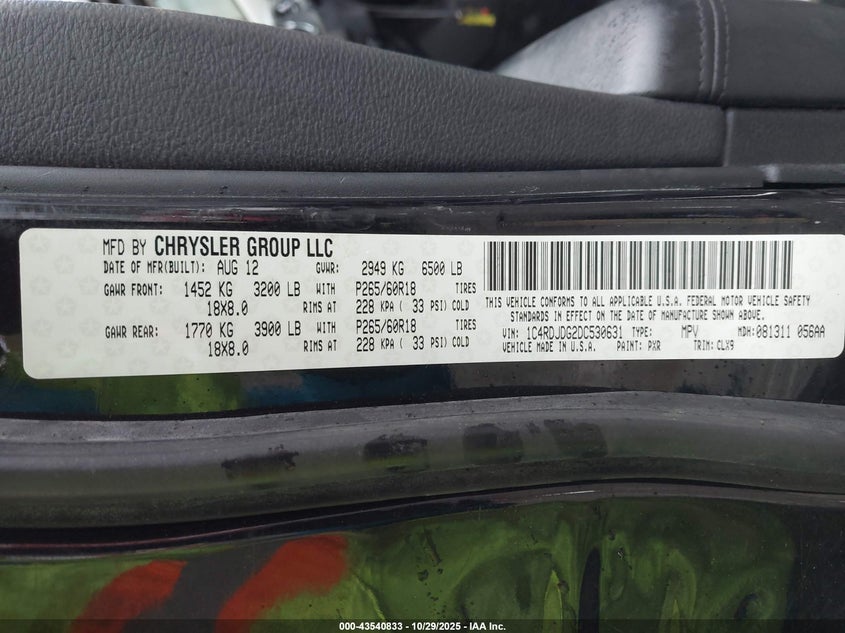 MFD BY CHRYSLER GROUP LLC
DATE OF MFR(BUILT): AUG 12 GVWR: 2949 KG 6500 LB
GAWR FRONT: 1452 KG 3200 LB WITH P265/60R18 TIRES
18X8.0 RIMS AT 228 KPA ( 33 PSI) COLD
GAWR REAR: 1770 KG 3900 LB WITH P265/60R18 TIRES
18X8.0 RIMS AT 228 KPA ( 33 PSI) COLD
THIS VEHICLE CONFORMS TO ALL APPLICABLE U.S.A. FEDERAL MOTOR VEHICLE SAFETY
STANDARDS IN EFFECT ON THE DATE OF MANUFACTURE SHOWN ABOVE.
VIN: 1C4RDJDG2DC530631 TYPE: MPV MDH: 081311 056AA
VEHICLE MADE IN U.S.A. PAINT: PXR TRIM: CLX9
000-43540833 - 10/29/2025 - IAA Inc.